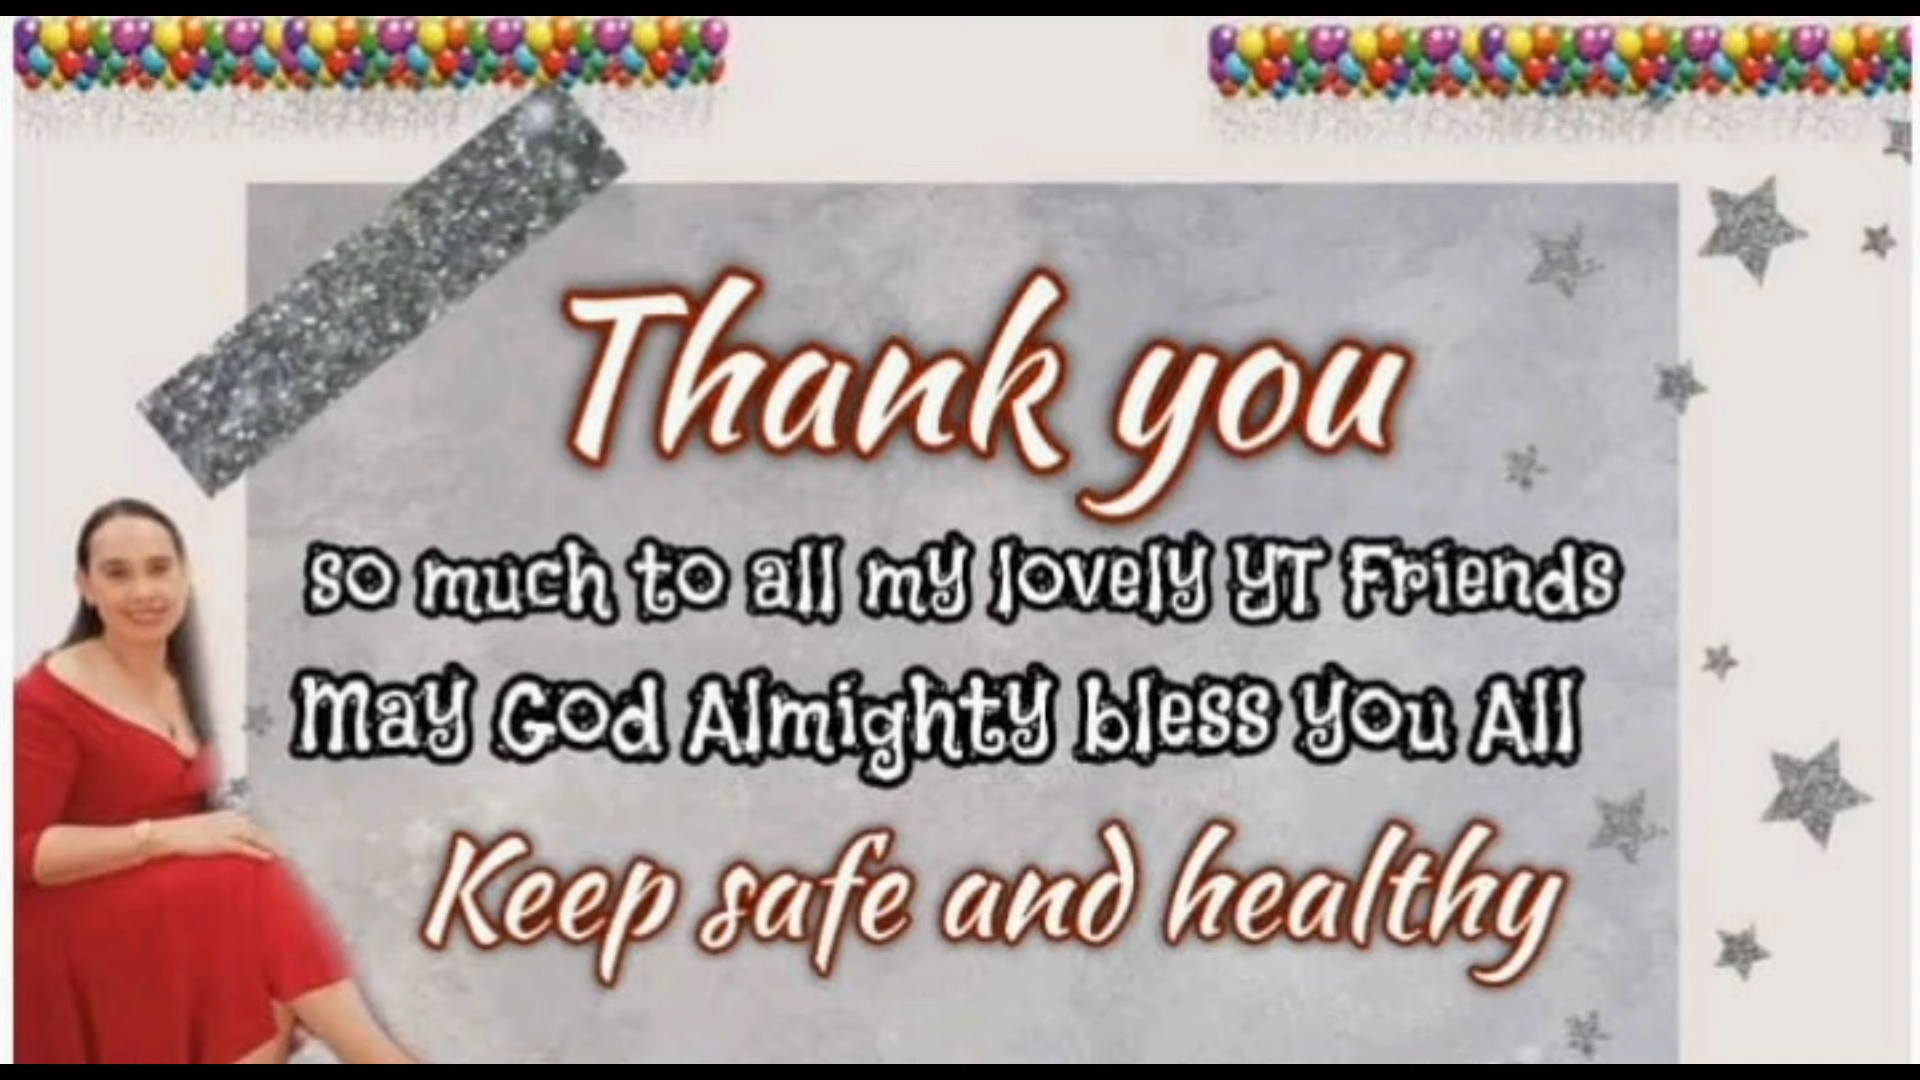 Thank you
so much to all my lovely YT Friends
May God Almighty bless you All
Keep safe and healthy